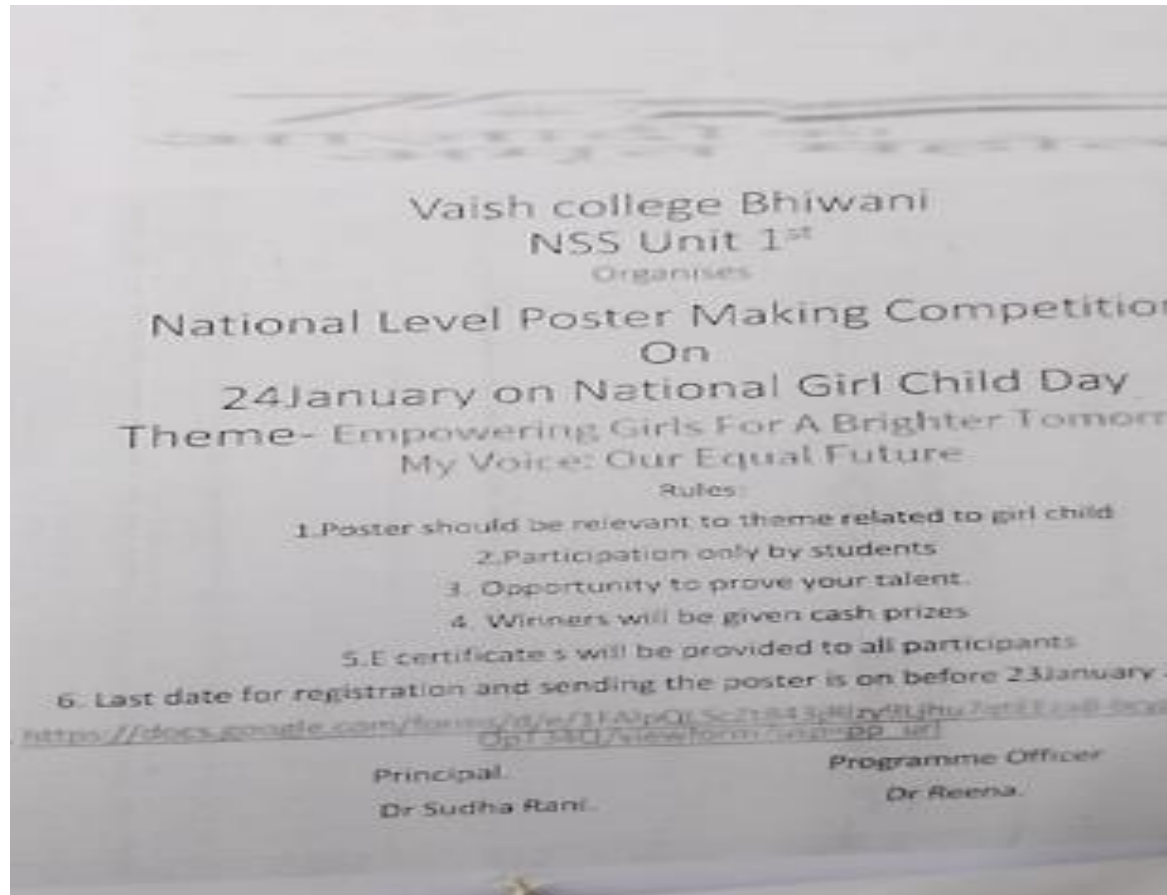 Vaish college Bhiwani
NSS Unit 1st
Organises
National Level Poster Making Competitio
On
24January on National Girl Child Day
Theme- Empowering Girls For A Brighter Tomorr
My Voice: Our Equal Future
Rules:
1.Poster should be relevant to theme related to girl child
2.Participation only by students
3. Opportunity to prove your talent.
4. Winners will be given cash prizes
5.E certificate s will be provided to all participants
6. Last date for registration and sending the poster is on before 23January
Principal. Programme Officer
Dr Sudha Rani. Dr Reena.